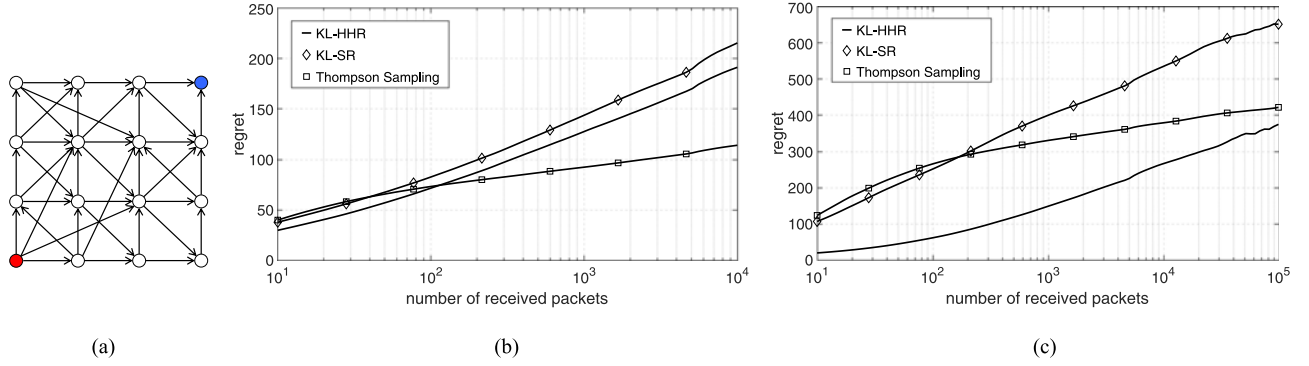 250
200
150
100
50
0
regret
KL-HHR
KL-SR
Thompson Sampling
10^1
10^2
10^3
10^4
number of received packets
700
600
500
400
300
200
100
0
regret
KL-HHR
KL-SR
Thompson Sampling
10^1
10^2
10^3
10^4
10^5
number of received packets
(a)
(b)
(c)